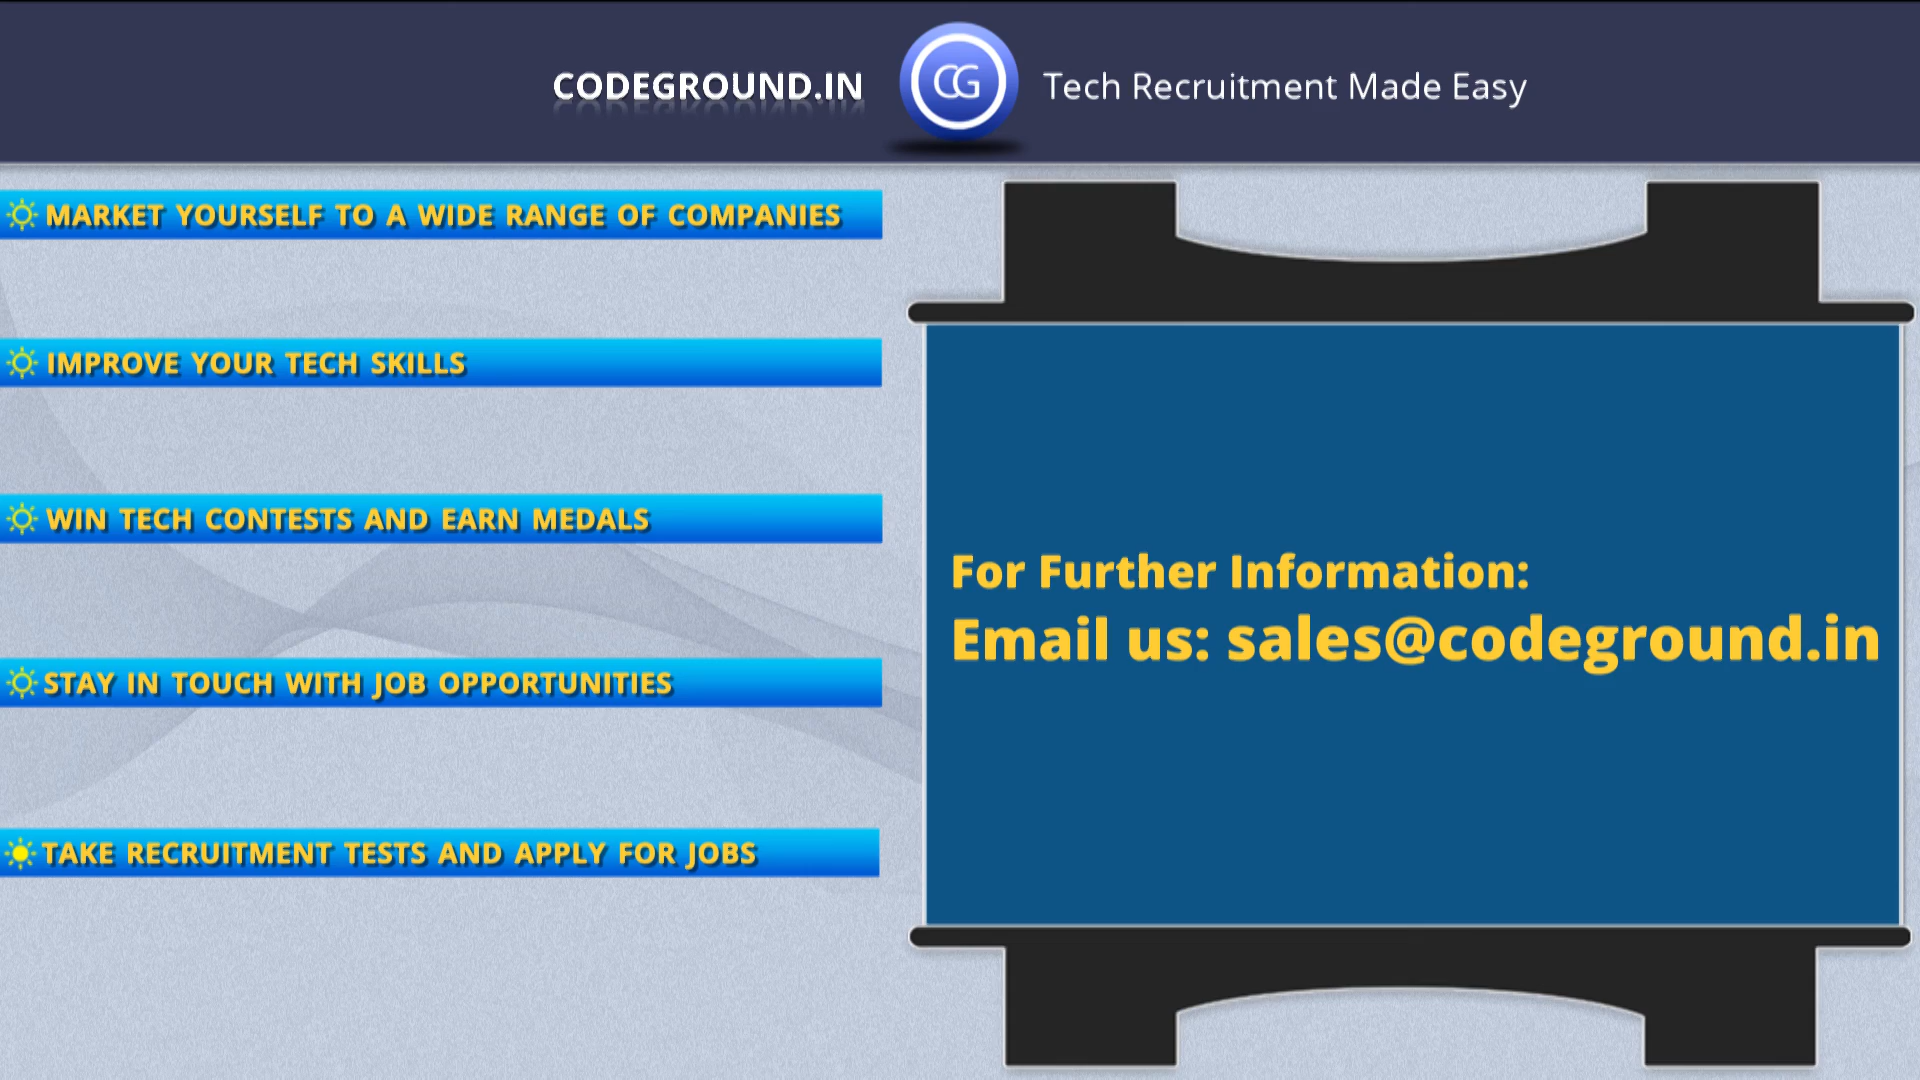 CODEGROUND.IN
CG
Tech Recruitment Made Easy
MARKET YOURSELF TO A WIDE RANGE OF COMPANIES
IMPROVE YOUR TECH SKILLS
WIN TECH CONTESTS AND EARN MEDALS
STAY IN TOUCH WITH JOB OPPORTUNITIES
TAKE RECRUITMENT TESTS AND APPLY FOR JOBS
For Further Information:
Email us: sales@codeground.in